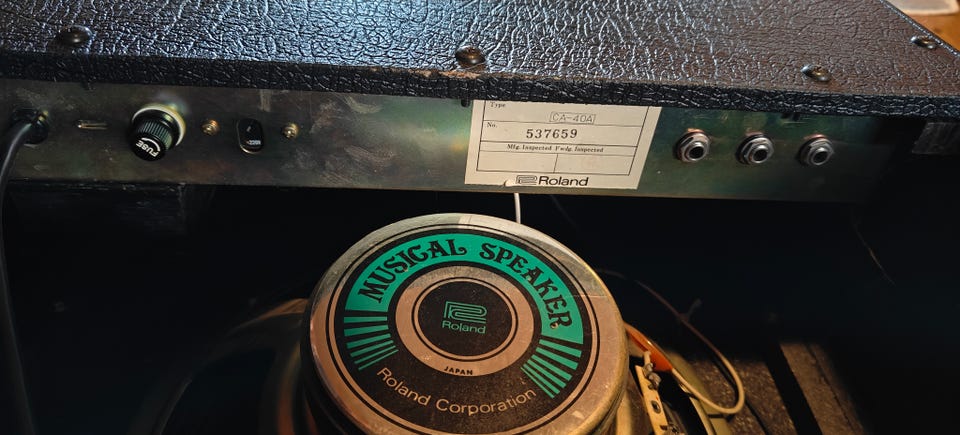 Type
CA-40A
No.
537659
Mfg. Inspected Fwdg. Inspected
Roland
FUSE
MUSICAL SPEAKER
Roland
JAPAN
Roland Corporation